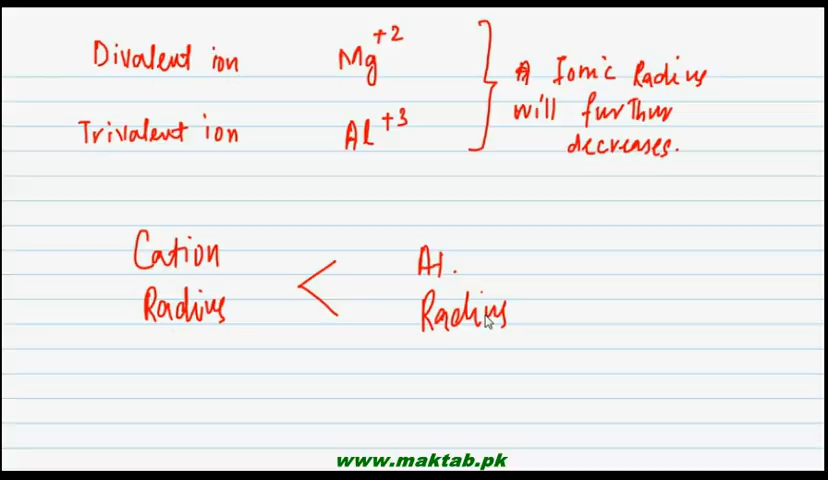 Divalent ion Mg+2
Trivalent ion Al+3
Ionic Radius
will further
decreases.
Cation
Radius
<
At.
Radius
www.maktab.pk